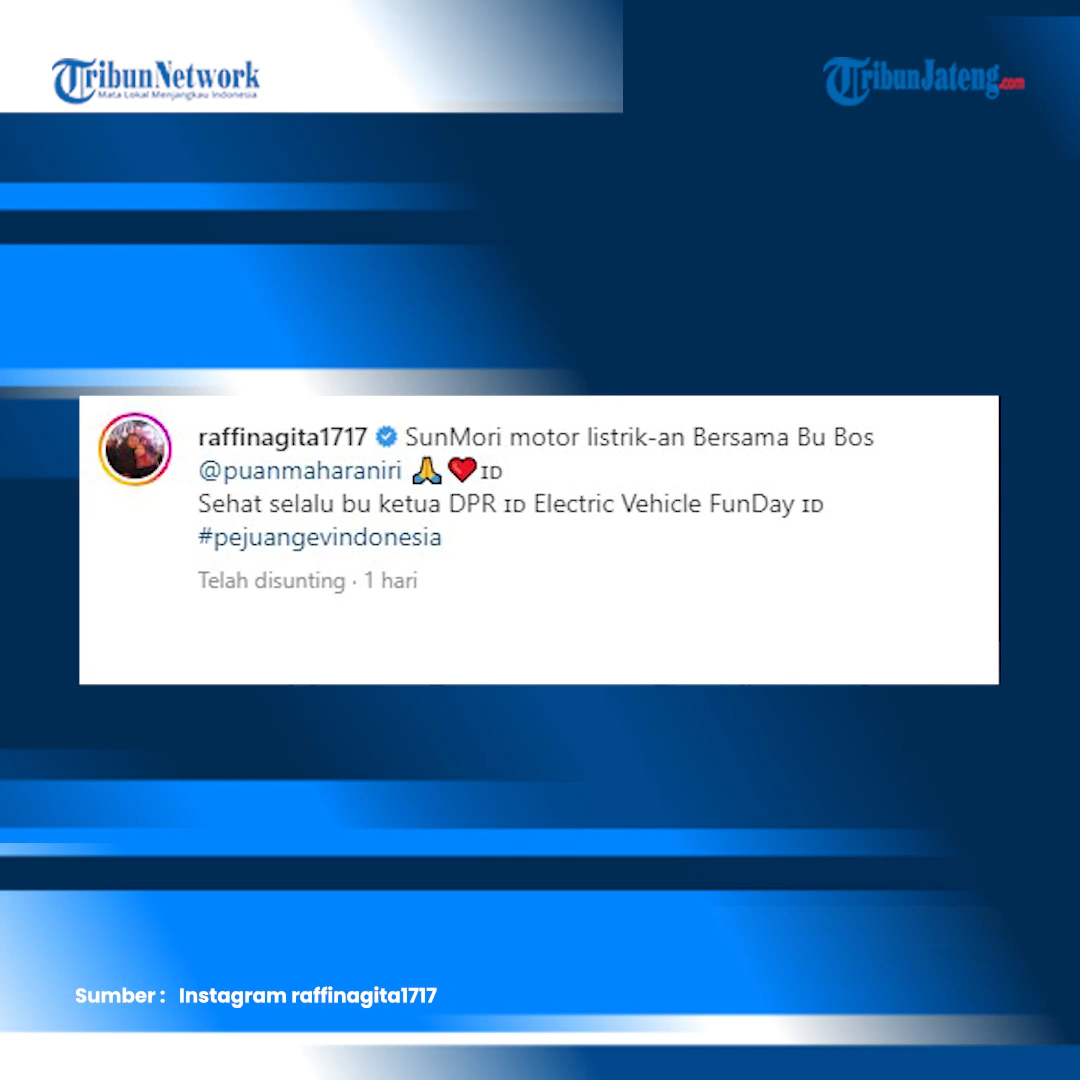 TribunNetwork
Mata Lokal Menjangkau Indonesia
TribunJateng.com
raffinagita1717 SunMori motor listrik-an Bersama Bu Bos
@puanmaharaniri 🙏❤️ID
Sehat selalu bu ketua DPR ID Electric Vehicle FunDay ID
#pejuangevindonesia
Telah disunting · 1 hari
Sumber : Instagram raffinagita1717